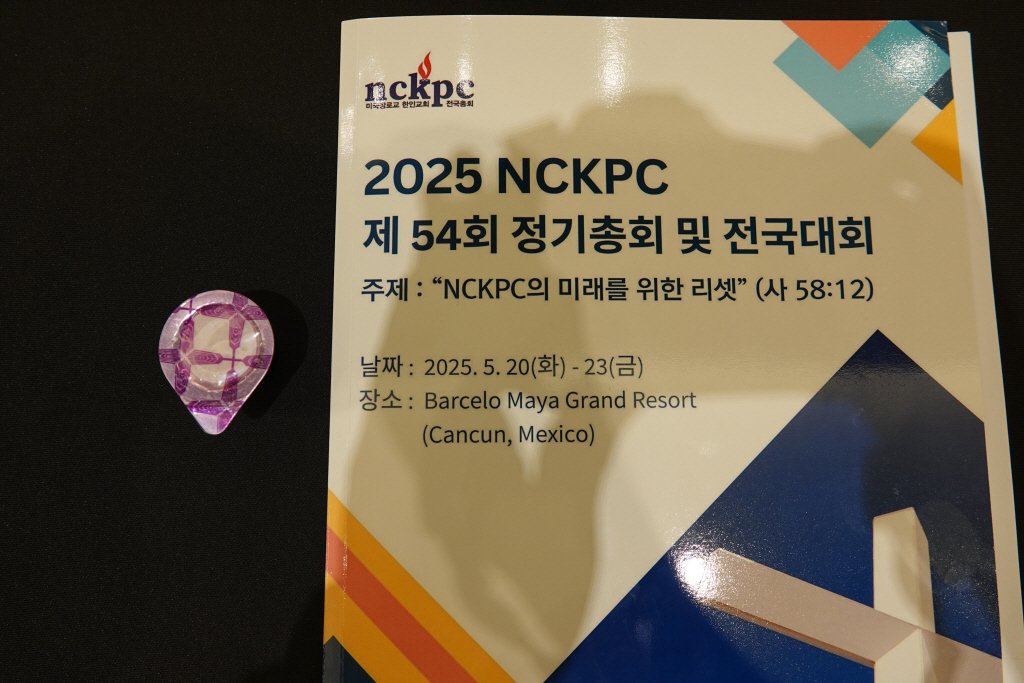 nckpc
미국장로교 한인교회 전국총회
2025 NCKPC
제 54회 정기총회 및 전국대회
주제 : “NCKPC의 미래를 위한 리셋” (사 58:12)
날짜 : 2025. 5. 20(화) - 23(금)
장소 : Barcelo Maya Grand Resort
(Cancun, Mexico)